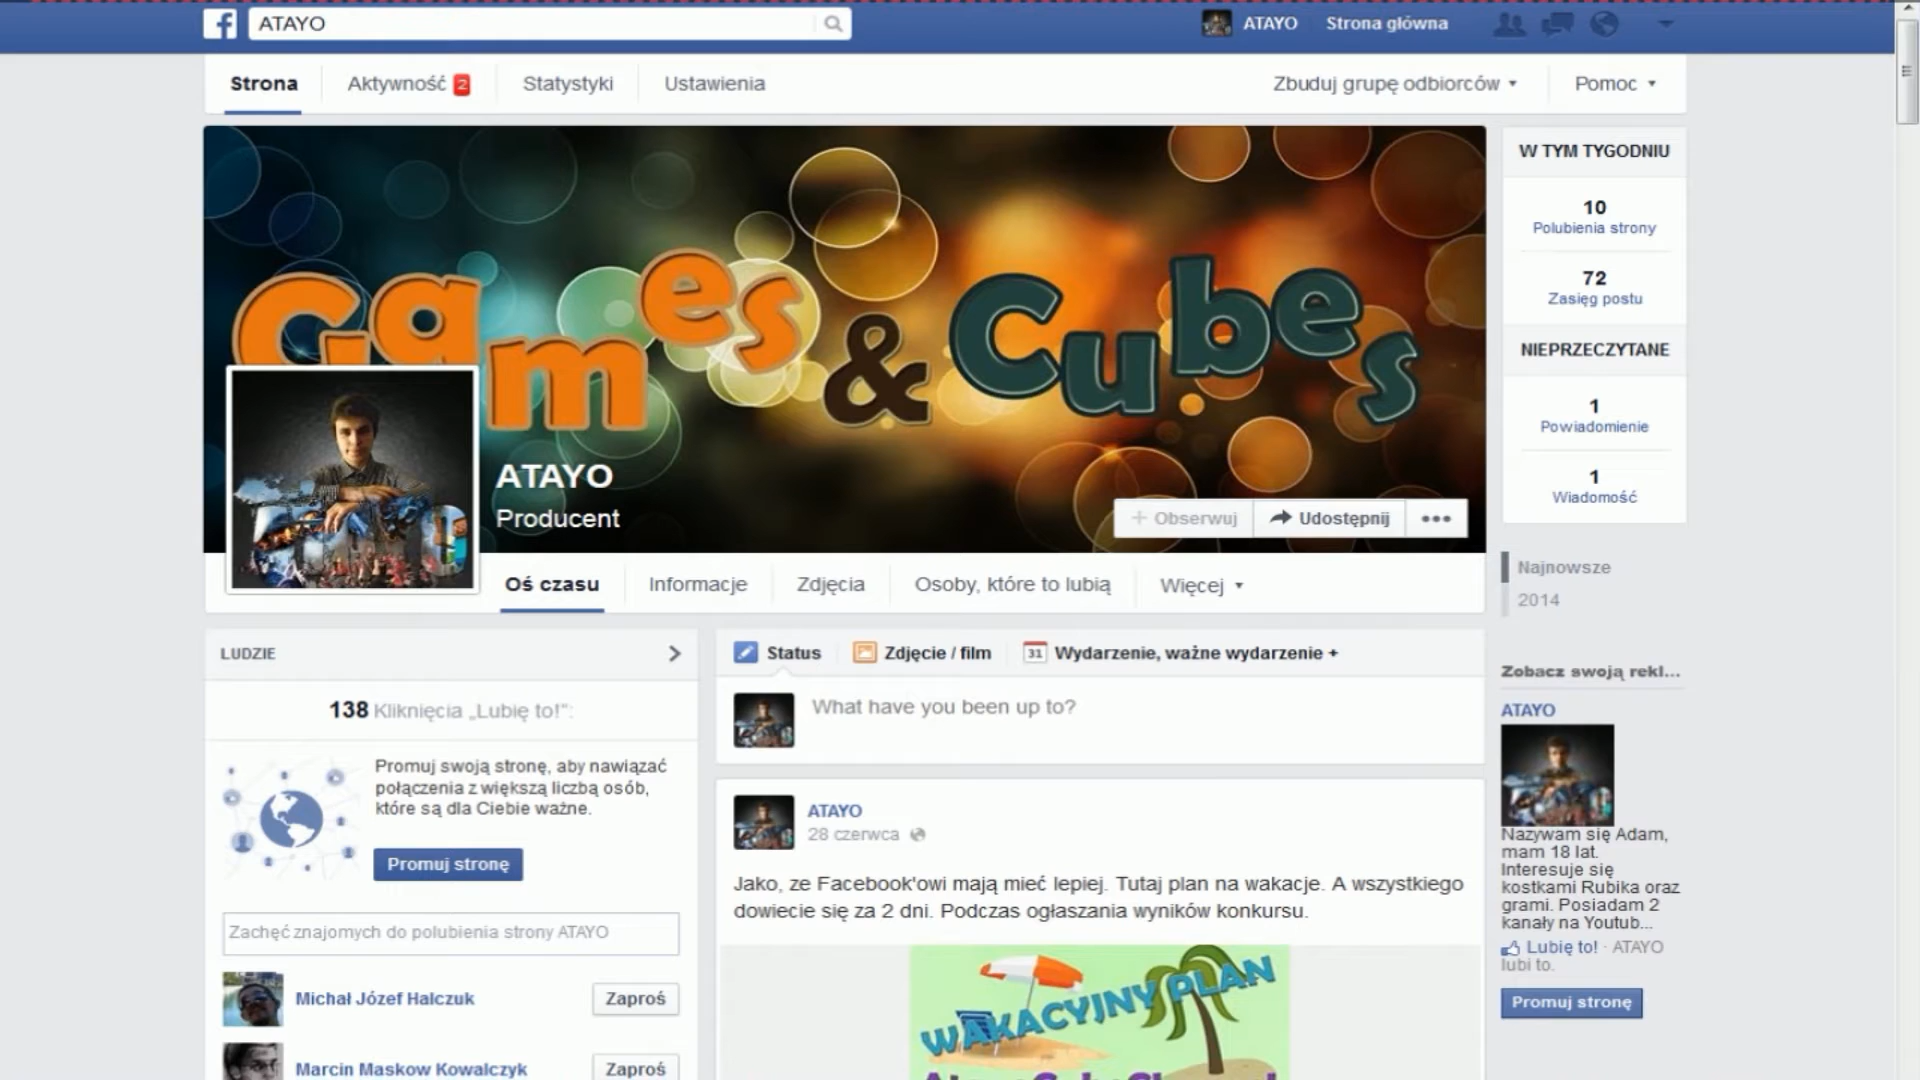 ATAYO
ATAYO
Strona główna
Strona
Aktywność 2
Statystyki
Ustawienia
Zbuduj grupę odbiorców
Pomoc
Games & Cubes
ATAYO
Producent
+ Obserwuj
Udostępnij
Oś czasu
Informacje
Zdjęcia
Osoby, które to lubią
Więcej
W TYM TYGODNIU
10
Polubienia strony
72
Zasięg postu
NIEPRZECZYTANE
1
Powiadomienie
1
Wiadomość
Najnowsze
2014
LUDZIE
138 Kliknięcia „Lubię to!”:
Promuj swoją stronę, aby nawiązać
połączenia z większą liczbą osób,
które są dla Ciebie ważne.
Promuj stronę
Zachęć znajomych do polubienia strony ATAYO
Michał Józef Halczuk
Zaproś
Marcin Maskow Kowalczyk
Zaproś
Status
Zdjęcie / film
31 Wydarzenie, ważne wydarzenie +
What have you been up to?
ATAYO
28 czerwca
Jako, ze Facebook'owi mają mieć lepiej. Tutaj plan na wakacje. A wszystkiego
dowiecie się za 2 dni. Podczas ogłaszania wyników konkursu.
WAKACYJNY PLAN
Zobacz swoją rekl...
ATAYO
Nazywam się Adam,
mam 18 lat.
Interesuje się
kostkami Rubika oraz
grami. Posiadam 2
kanały na Youtub...
Lubię to! · ATAYO
lubi to.
Promuj stronę